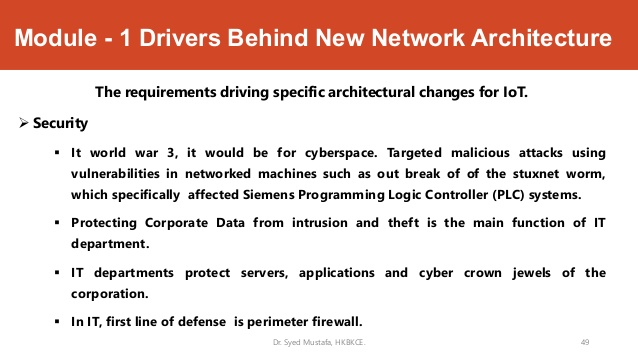 Module - 1 Drivers Behind New Network Architecture
The requirements driving specific architectural changes for IoT.
➢ Security
▪ It world war 3, it would be for cyberspace. Targeted malicious attacks using
vulnerabilities in networked machines such as out break of of the stuxnet worm,
which specifically affected Siemens Programming Logic Controller (PLC) systems.
▪ Protecting Corporate Data from intrusion and theft is the main function of IT
department.
▪ IT departments protect servers, applications and cyber crown jewels of the
corporation.
▪ In IT, first line of defense is perimeter firewall.
Dr. Syed Mustafa, HKBKCE. 49